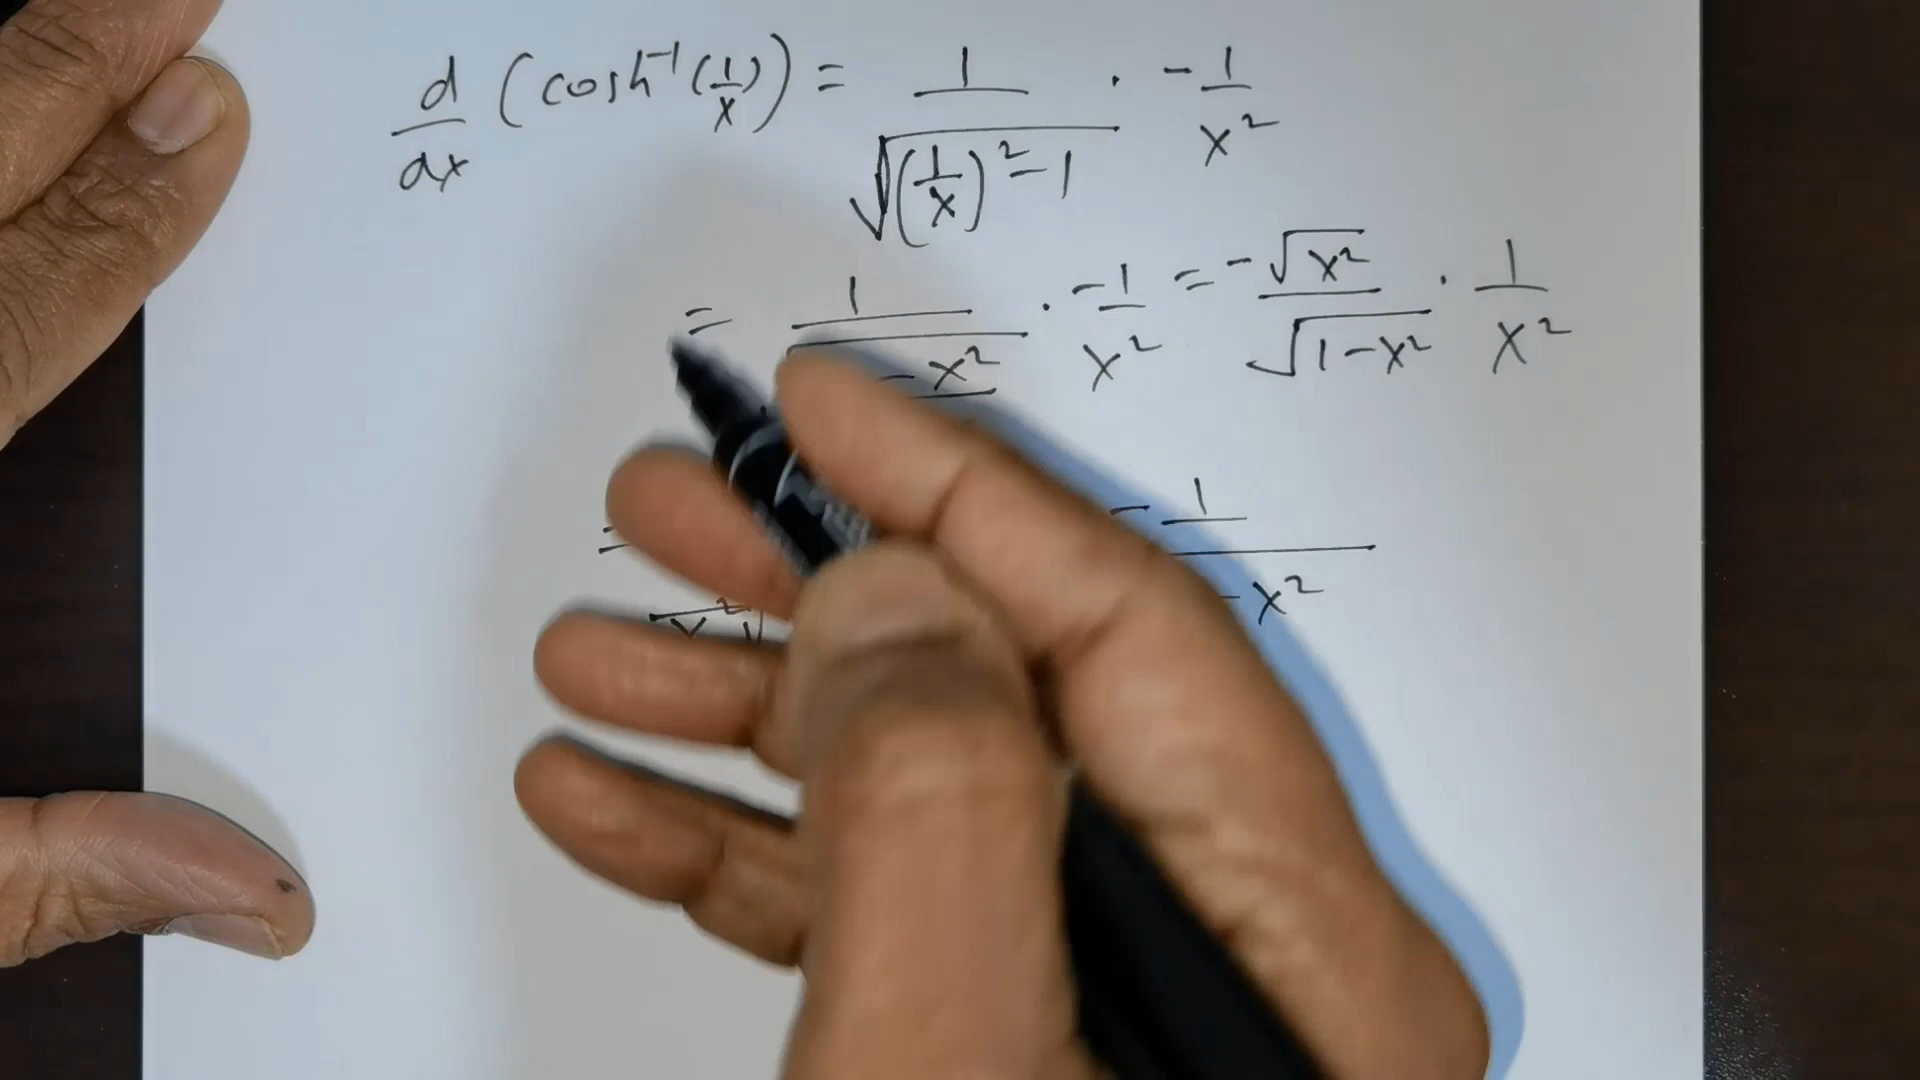 d/dx (cosh⁻¹(1/x)) = 1/√((1/x)² - 1) · - 1/x²
= 1/ - x² · -1/x² = -√x²/√1-x² · 1/x²
= - 1/ - x²